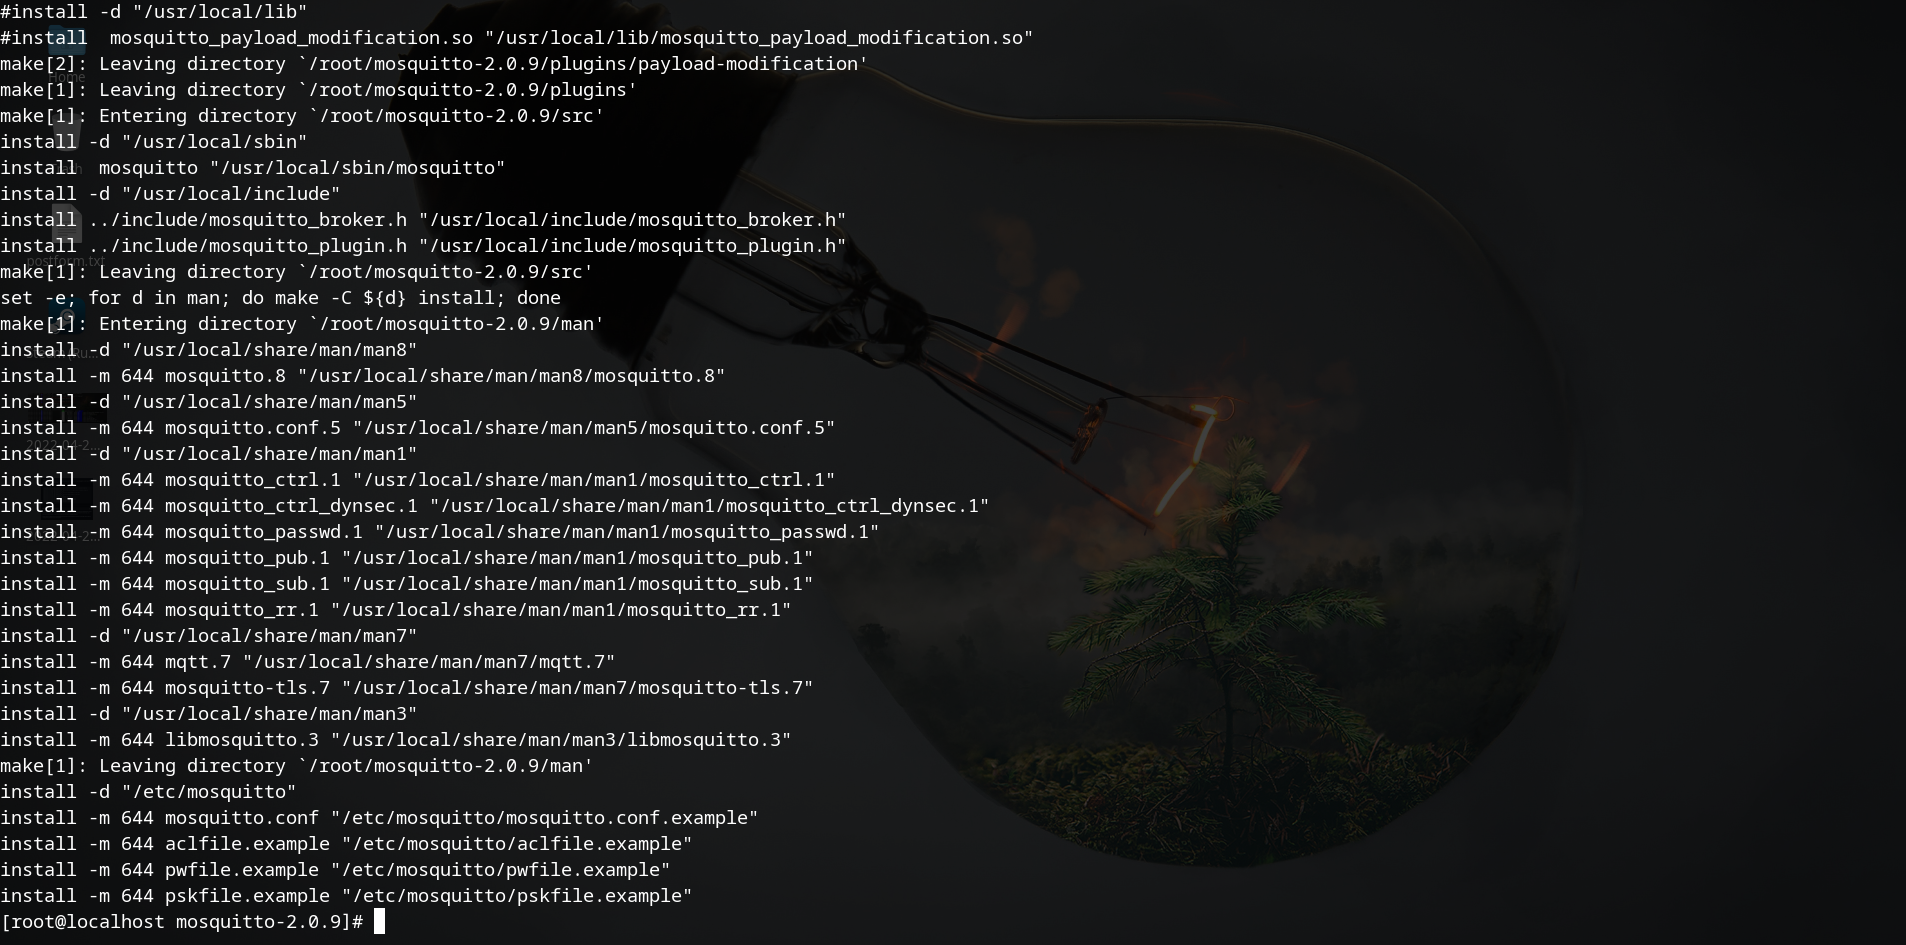 #install -d "/usr/local/lib"
#install  mosquitto_payload_modification.so "/usr/local/lib/mosquitto_payload_modification.so"
make[2]: Leaving directory `/root/mosquitto-2.0.9/plugins/payload-modification'
make[1]: Leaving directory `/root/mosquitto-2.0.9/plugins'
make[1]: Entering directory `/root/mosquitto-2.0.9/src'
install -d "/usr/local/sbin"
install  mosquitto "/usr/local/sbin/mosquitto"
install -d "/usr/local/include"
install ../include/mosquitto_broker.h "/usr/local/include/mosquitto_broker.h"
install ../include/mosquitto_plugin.h "/usr/local/include/mosquitto_plugin.h"
make[1]: Leaving directory `/root/mosquitto-2.0.9/src'
set -e; for d in man; do make -C ${d} install; done
make[1]: Entering directory `/root/mosquitto-2.0.9/man'
install -d "/usr/local/share/man/man8"
install -m 644 mosquitto.8 "/usr/local/share/man/man8/mosquitto.8"
install -d "/usr/local/share/man/man5"
install -m 644 mosquitto.conf.5 "/usr/local/share/man/man5/mosquitto.conf.5"
install -d "/usr/local/share/man/man1"
install -m 644 mosquitto_ctrl.1 "/usr/local/share/man/man1/mosquitto_ctrl.1"
install -m 644 mosquitto_ctrl_dynsec.1 "/usr/local/share/man/man1/mosquitto_ctrl_dynsec.1"
install -m 644 mosquitto_passwd.1 "/usr/local/share/man/man1/mosquitto_passwd.1"
install -m 644 mosquitto_pub.1 "/usr/local/share/man/man1/mosquitto_pub.1"
install -m 644 mosquitto_sub.1 "/usr/local/share/man/man1/mosquitto_sub.1"
install -m 644 mosquitto_rr.1 "/usr/local/share/man/man1/mosquitto_rr.1"
install -d "/usr/local/share/man/man7"
install -m 644 mqtt.7 "/usr/local/share/man/man7/mqtt.7"
install -m 644 mosquitto-tls.7 "/usr/local/share/man/man7/mosquitto-tls.7"
install -d "/usr/local/share/man/man3"
install -m 644 libmosquitto.3 "/usr/local/share/man/man3/libmosquitto.3"
make[1]: Leaving directory `/root/mosquitto-2.0.9/man'
install -d "/etc/mosquitto"
install -m 644 mosquitto.conf "/etc/mosquitto/mosquitto.conf.example"
install -m 644 aclfile.example "/etc/mosquitto/aclfile.example"
install -m 644 pwfile.example "/etc/mosquitto/pwfile.example"
install -m 644 pskfile.example "/etc/mosquitto/pskfile.example"
[root@localhost mosquitto-2.0.9]#
Home
postform.txt